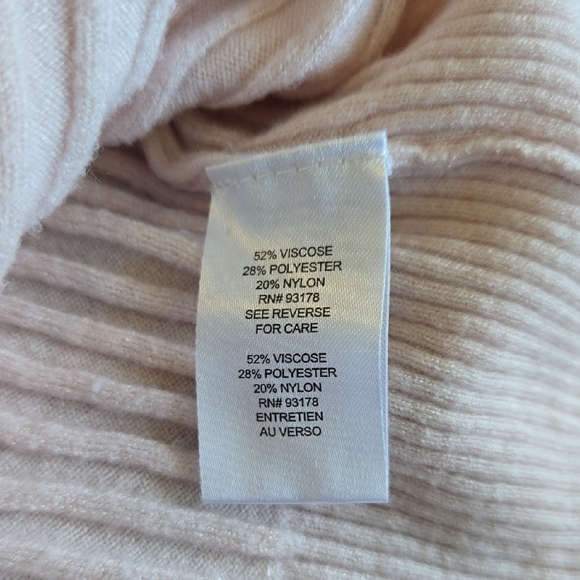 52% VISCOSE
28% POLYESTER
20% NYLON
RN# 93178
SEE REVERSE
FOR CARE
52% VISCOSE
28% POLYESTER
20% NYLON
RN# 93178
ENTRETIEN
AU VERSO